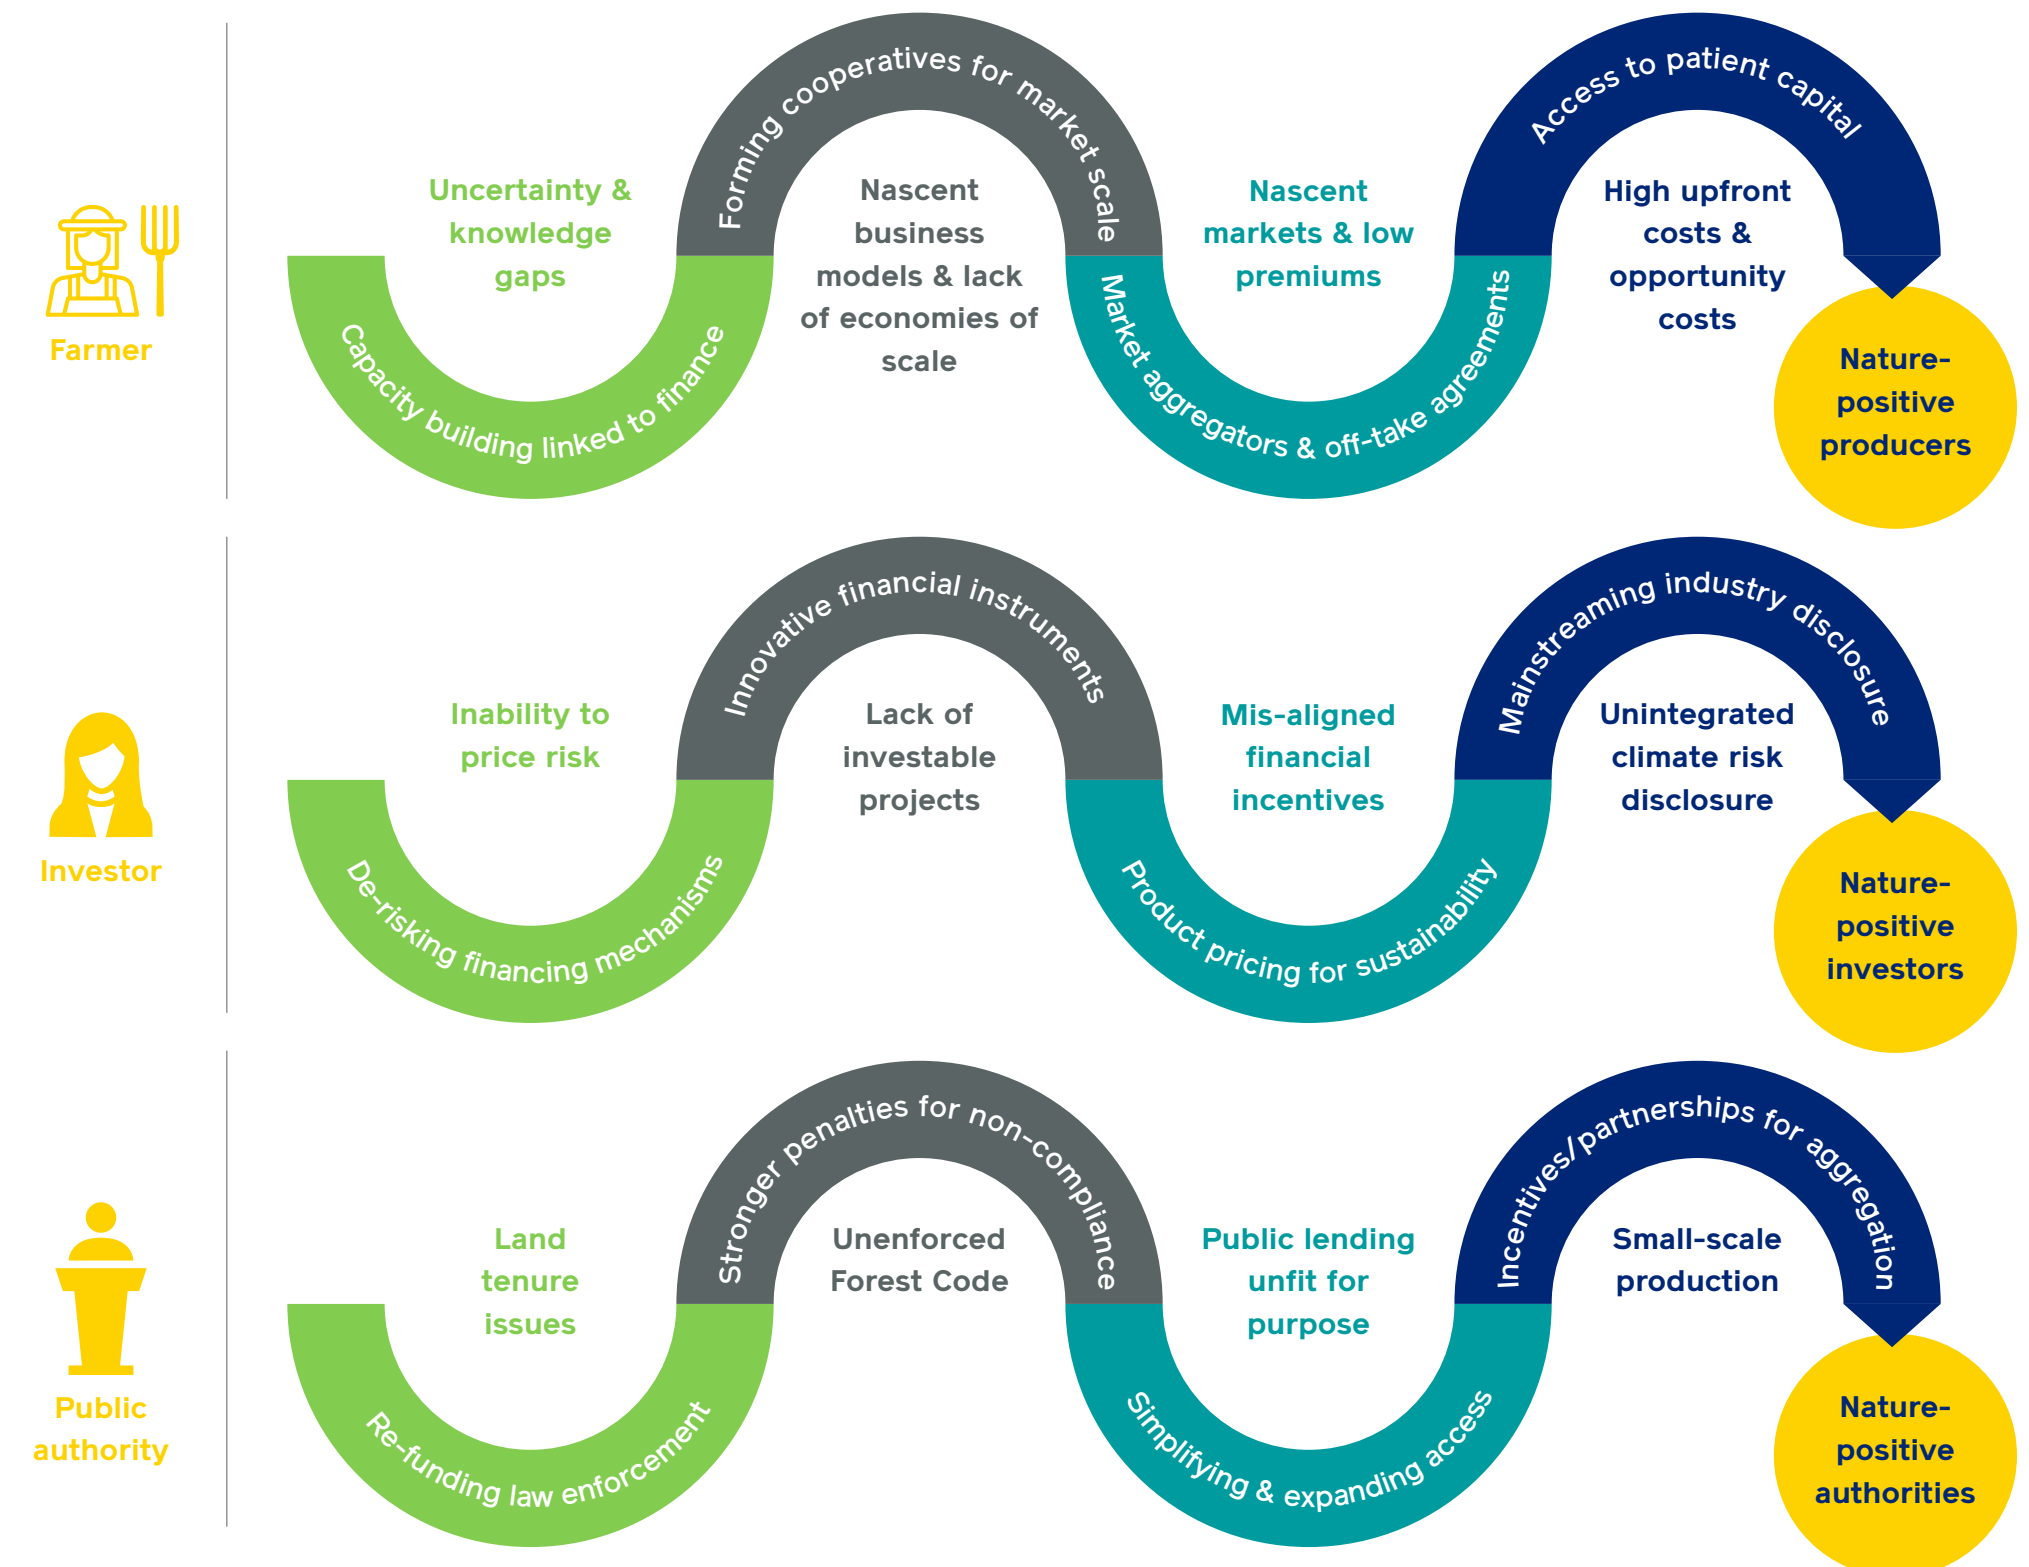 Farmer
Uncertainty &
knowledge
gaps
Capacity building linked to finance
Forming cooperatives for market scale
Nascent
business
models & lack
of economies of
scale
Nascent
markets & low
premiums
Market aggregators & off-take agreements
Access to patient capital
High upfront
costs &
opportunity
costs
Nature-
positive
producers
Investor
Inability to
price risk
De-risking financing mechanisms
Innovative financial instruments
Lack of
investable
projects
Mis-aligned
financial
incentives
Product pricing for sustainability
Mainstreaming industry disclosure
Unintegrated
climate risk
disclosure
Nature-
positive
investors
Public
authority
Land
tenure
issues
Re-funding law enforcement
Stronger penalties for non-compliance
Unenforced
Forest Code
Public lending
unfit for
purpose
Simplifying & expanding access
Incentives/partnerships for aggregation
Small-scale
production
Nature-
positive
authorities